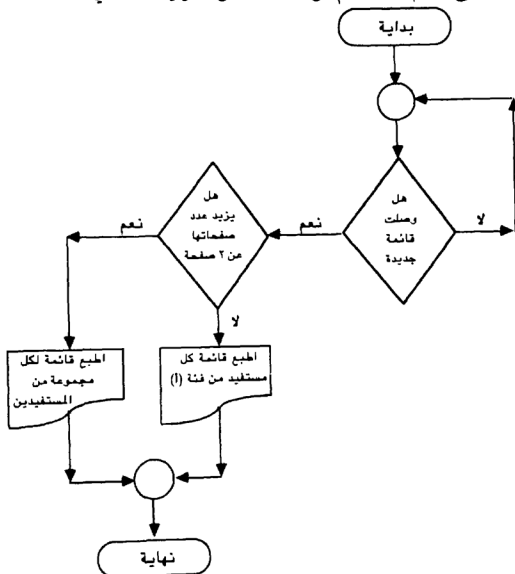 بداية
هل
وصلت
قائمة
جديدة
لا
نعم
هل
يزيد عدد
صفحاتها
من ٢ صفحة
نعم
لا
اطبع قائمة كل
مستفيد من فئة (أ)
اطبع قائمة لكل
مجموعة من
المستفيدين
نهاية